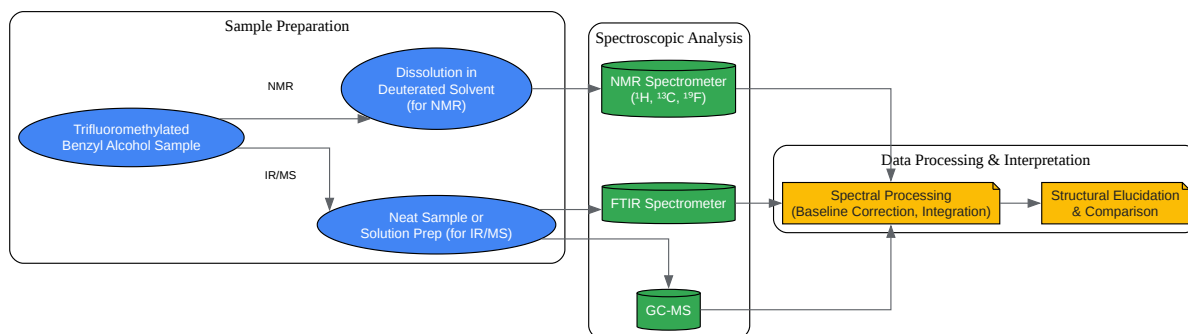 Sample Preparation
NMR
Dissolution in
Deuterated Solvent
(for NMR)
Trifluoromethylated
Benzyl Alcohol Sample
IR/MS
Neat Sample or
Solution Prep (for IR/MS)
Spectroscopic Analysis
NMR Spectrometer
(¹H, ¹³C, ¹⁹F)
FTIR Spectrometer
GC-MS
Data Processing & Interpretation
Spectral Processing
(Baseline Correction, Integration)
Structural Elucidation
& Comparison